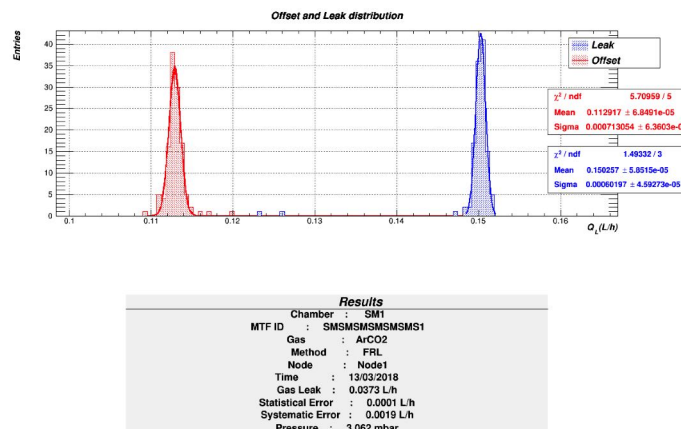 Offset and Leak distribution
Entries
40
35
30
25
20
15
10
5
0
0.1 0.11 0.12 0.13 0.14 0.15 0.16
Q_L(L/h)
Leak
Offset
χ² / ndf 5.70959 / 5
Mean 0.112917 ± 6.8491e-05
Sigma 0.000713054 ± 6.3603e-0
χ² / ndf 1.49332 / 3
Mean 0.150257 ± 5.8515e-05
Sigma 0.00060197 ± 4.59273e-05
Results
Chamber : SM1
MTF ID : SMSMSMSMSMSMS1
Gas : ArCO2
Method : FRL
Node : Node1
Time : 13/03/2018
Gas Leak : 0.0373 L/h
Statistical Error : 0.0001 L/h
Systematic Error : 0.0019 L/h
Pressure : 3.062 mbar